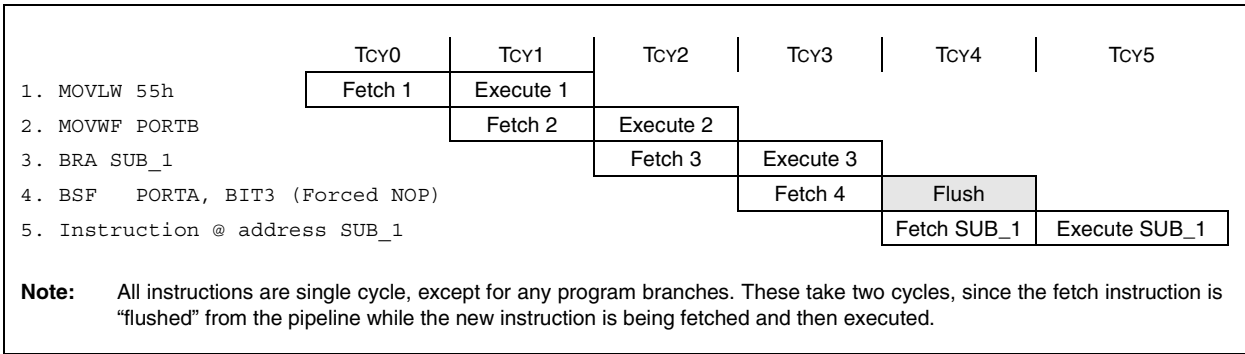 TCY0 TCY1 TCY2 TCY3 TCY4 TCY5
1. MOVLW 55h Fetch 1 Execute 1
2. MOVWF PORTB Fetch 2 Execute 2
3. BRA SUB_1 Fetch 3 Execute 3
4. BSF PORTA, BIT3 (Forced NOP) Fetch 4 Flush
5. Instruction @ address SUB_1 Fetch SUB_1 Execute SUB_1
Note: All instructions are single cycle, except for any program branches. These take two cycles, since the fetch instruction is
“flushed” from the pipeline while the new instruction is being fetched and then executed.